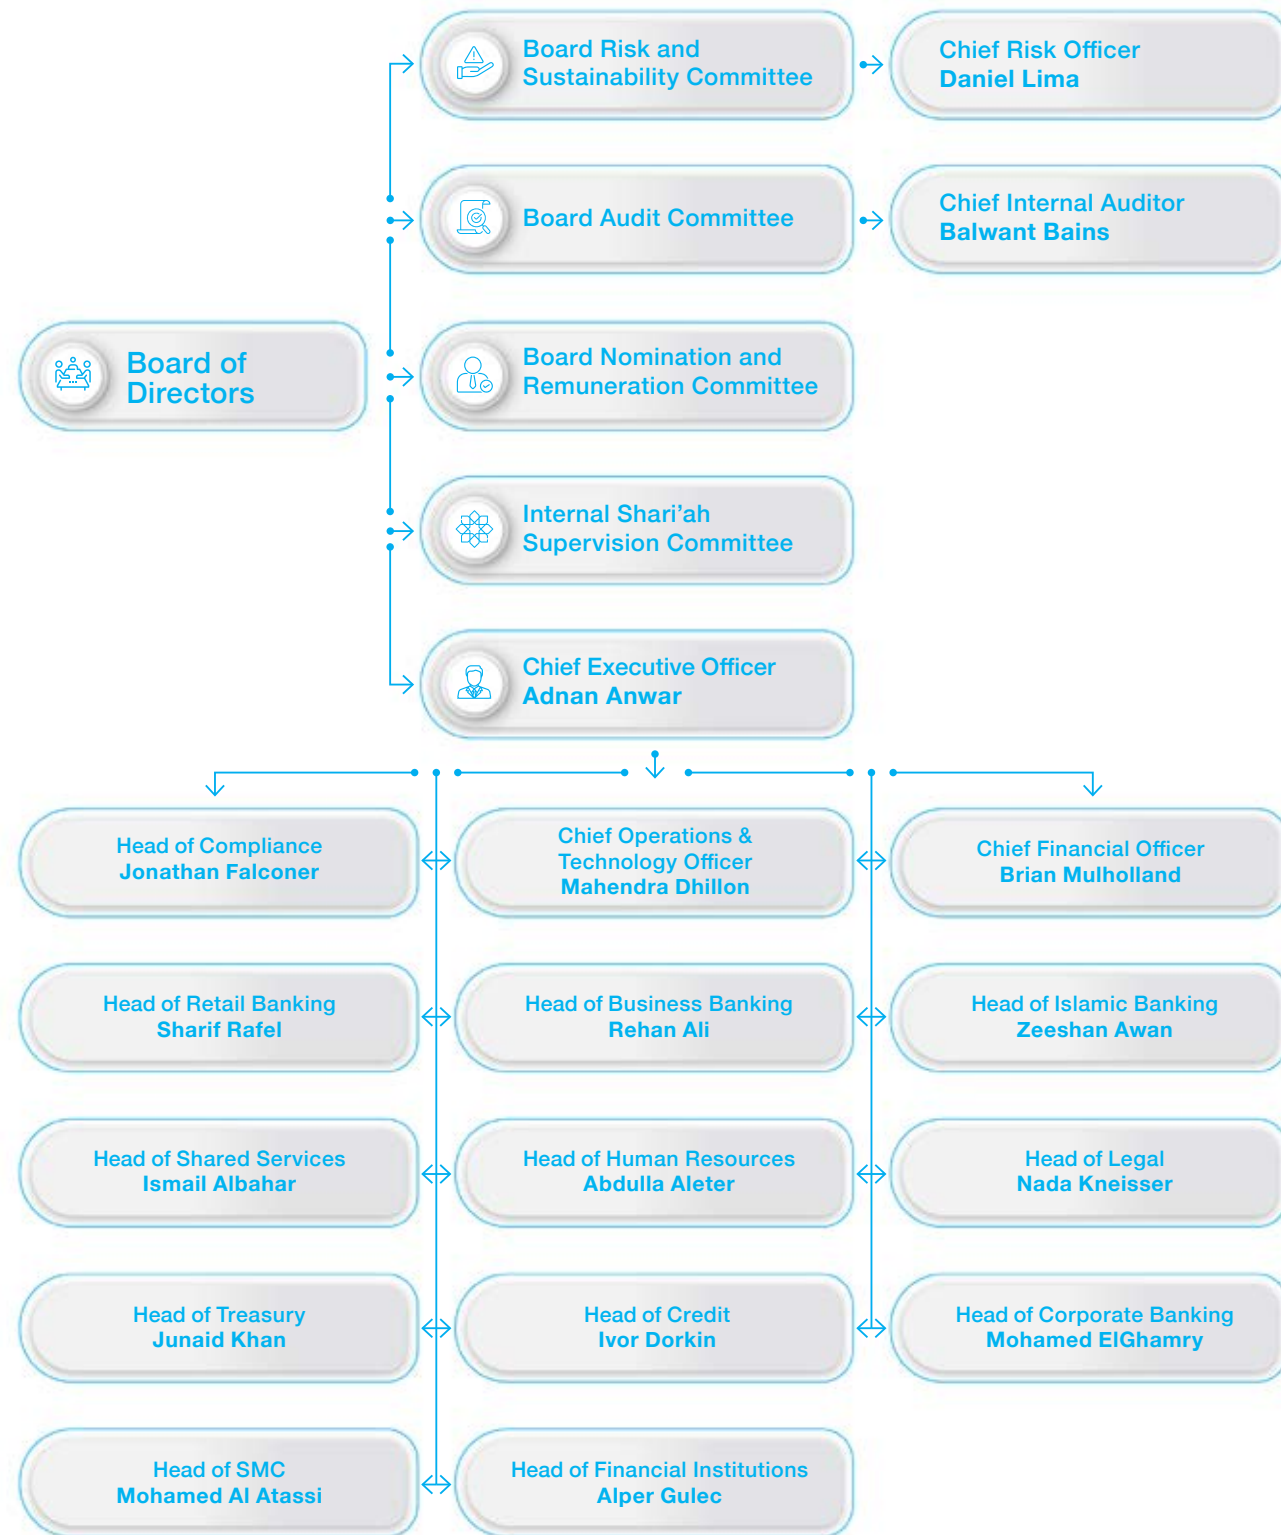 Board Risk and
Sustainability Committee
Chief Risk Officer
Daniel Lima
Board Audit Committee
Chief Internal Auditor
Balwant Bains
Board of
Directors
Board Nomination and
Remuneration Committee
Internal Shari’ah
Supervision Committee
Chief Executive Officer
Adnan Anwar
Head of Compliance
Jonathan Falconer
Chief Operations &
Technology Officer
Mahendra Dhillon
Chief Financial Officer
Brian Mulholland
Head of Retail Banking
Sharif Rafel
Head of Business Banking
Rehan Ali
Head of Islamic Banking
Zeeshan Awan
Head of Shared Services
Ismail Albahar
Head of Human Resources
Abdulla Aleter
Head of Legal
Nada Kneisser
Head of Treasury
Junaid Khan
Head of Credit
Ivor Dorkin
Head of Corporate Banking
Mohamed ElGhamry
Head of SMC
Mohamed Al Atassi
Head of Financial Institutions
Alper Gulec